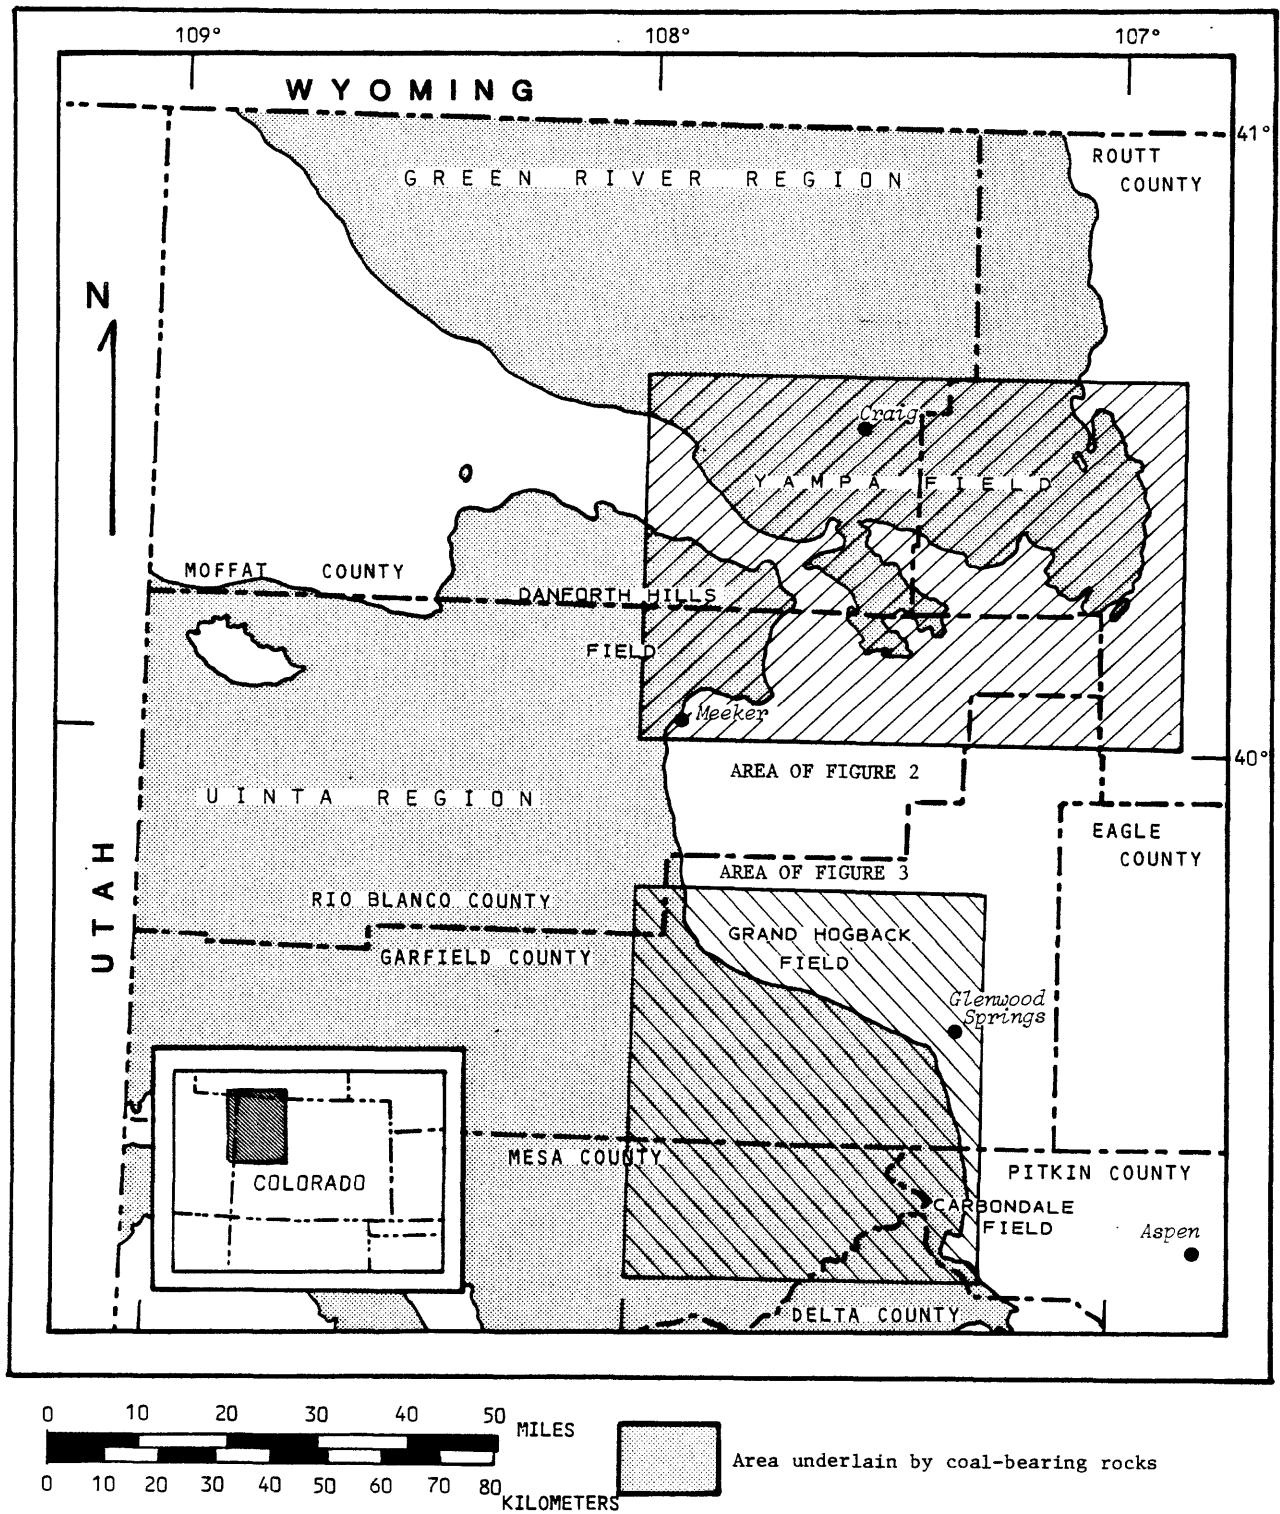 109° 108° 107°
WYOMING
41°
ROUTT
COUNTY
GREEN RIVER REGION
N
Craig
YAMPA FIELD
MOFFAT COUNTY
DANFORTH HILLS
FIELD
Meeker
40°
AREA OF FIGURE 2
UINTA REGION
EAGLE
COUNTY
UTAH
AREA OF FIGURE 3
RIO BLANCO COUNTY
GRAND HOGBACK
FIELD
GARFIELD COUNTY
Glenwood
Springs
MESA COUNTY
PITKIN COUNTY
COLORADO
CARBONDALE
FIELD
Aspen
DELTA COUNTY
0 10 20 30 40 50
MILES
0 10 20 30 40 50 60 70 80
KILOMETERS
Area underlain by coal-bearing rocks